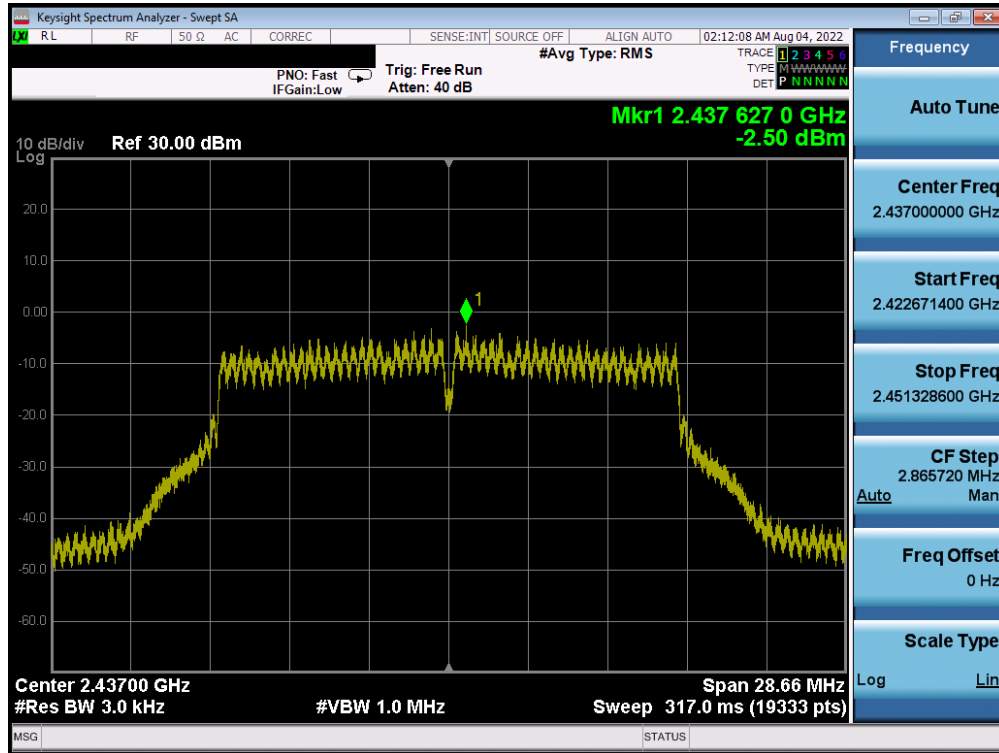 Keysight Spectrum Analyzer - Swept SA
LXI RL RF 50 Ω AC CORREC SENSE:INT SOURCE OFF ALIGN AUTO 02:12:08 AM Aug 04, 2022
#Avg Type: RMS
TRACE 1 2 3 4 5 6
TYPE M WWWWW
DET P N N N N N
PNO: Fast
IFGain:Low
Trig: Free Run
Atten: 40 dB
Mkr1 2.437 627 0 GHz
-2.50 dBm
10 dB/div
Log
Ref 30.00 dBm
20.0
10.0
0.00
-10.0
-20.0
-30.0
-40.0
-50.0
-60.0
1
Center 2.43700 GHz
#Res BW 3.0 kHz
#VBW 1.0 MHz
Span 28.66 MHz
Sweep 317.0 ms (19333 pts)
MSG
STATUS
Frequency
Auto Tune
Center Freq
2.437000000 GHz
Start Freq
2.422671400 GHz
Stop Freq
2.451328600 GHz
CF Step
2.865720 MHz
Auto Man
Freq Offset
0 Hz
Scale Type
Log Lin